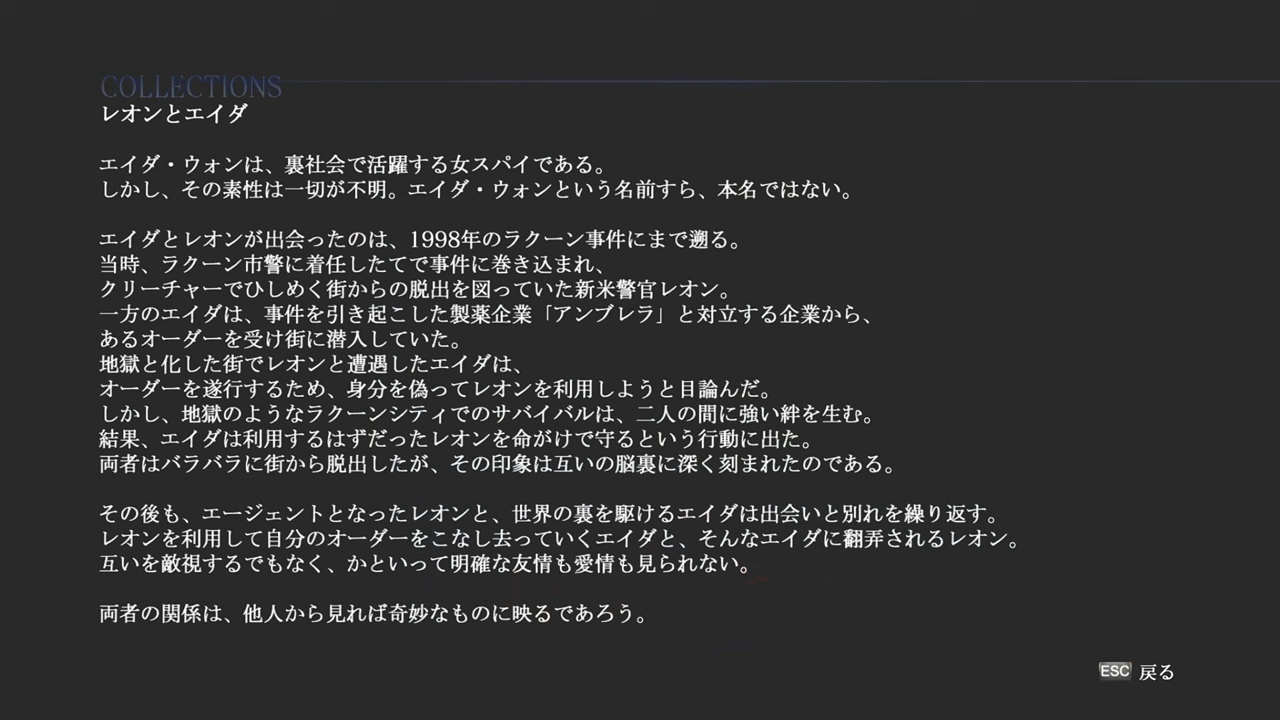 COLLECTIONS
レオンとエイダ
エイダ・ウォンは、裏社会で活躍する女スパイである。
しかし、その素性は一切が不明。エイダ・ウォンという名前すら、本名ではない。
エイダとレオンが出会ったのは、1998年のラクーン事件にまで遡る。
当時、ラクーン市警に着任したてで事件に巻き込まれ、
クリーチャーでひしめく街からの脱出を図っていた新米警官レオン。
一方のエイダは、事件を引き起こした製薬企業「アンブレラ」と対立する企業から、
あるオーダーを受け街に潜入していた。
地獄と化した街でレオンと遭遇したエイダは、
オーダーを遂行するため、身分を偽ってレオンを利用しようと目論んだ。
しかし、地獄のようなラクーンシティでのサバイバルは、二人の間に強い絆を生む。
結果、エイダは利用するはずだったレオンを命がけで守るという行動に出た。
両者はバラバラに街から脱出したが、その印象は互いの脳裏に深く刻まれたのである。
その後も、エージェントとなったレオンと、世界の裏を駆けるエイダは出会いと別れを繰り返す。
レオンを利用して自分のオーダーをこなし去っていくエイダと、そんなエイダに翻弄されるレオン。
互いを敵視するでもなく、かといって明確な友情も愛情も見られない。
両者の関係は、他人から見れば奇妙なものに映るであろう。
ESC 戻る